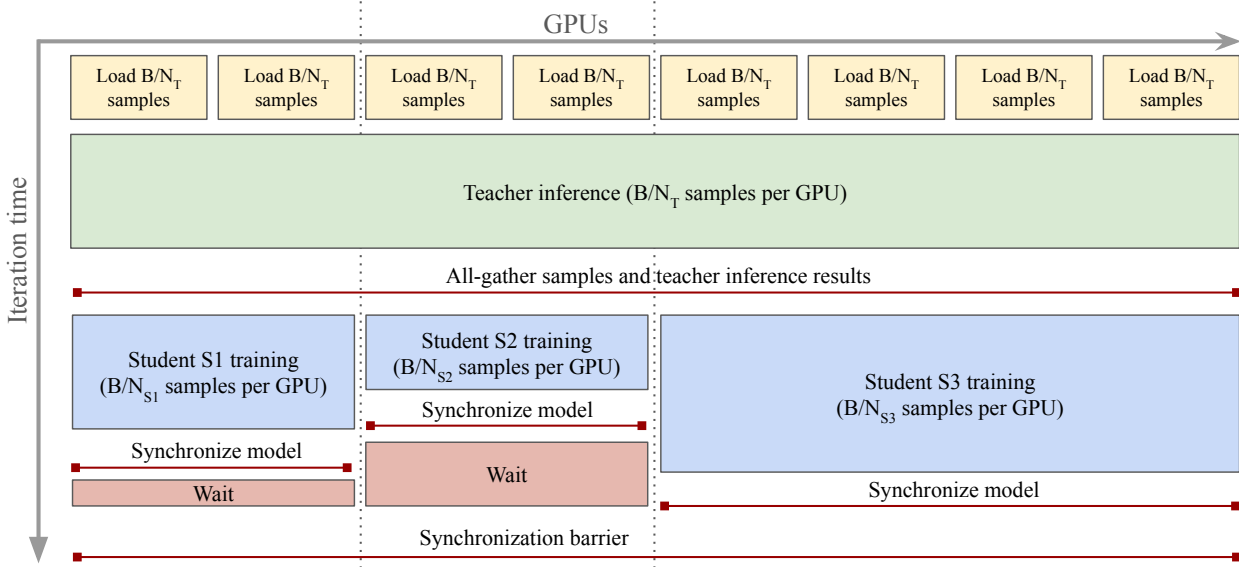 GPUs
Load B/N_T
samples
Load B/N_T
samples
Load B/N_T
samples
Load B/N_T
samples
Load B/N_T
samples
Load B/N_T
samples
Load B/N_T
samples
Load B/N_T
samples
Iteration time
Teacher inference (B/N_T samples per GPU)
All-gather samples and teacher inference results
Student S1 training
(B/N_S1 samples per GPU)
Student S2 training
(B/N_S2 samples per GPU)
Student S3 training
(B/N_S3 samples per GPU)
Synchronize model
Synchronize model
Wait
Wait
Synchronize model
Synchronization barrier